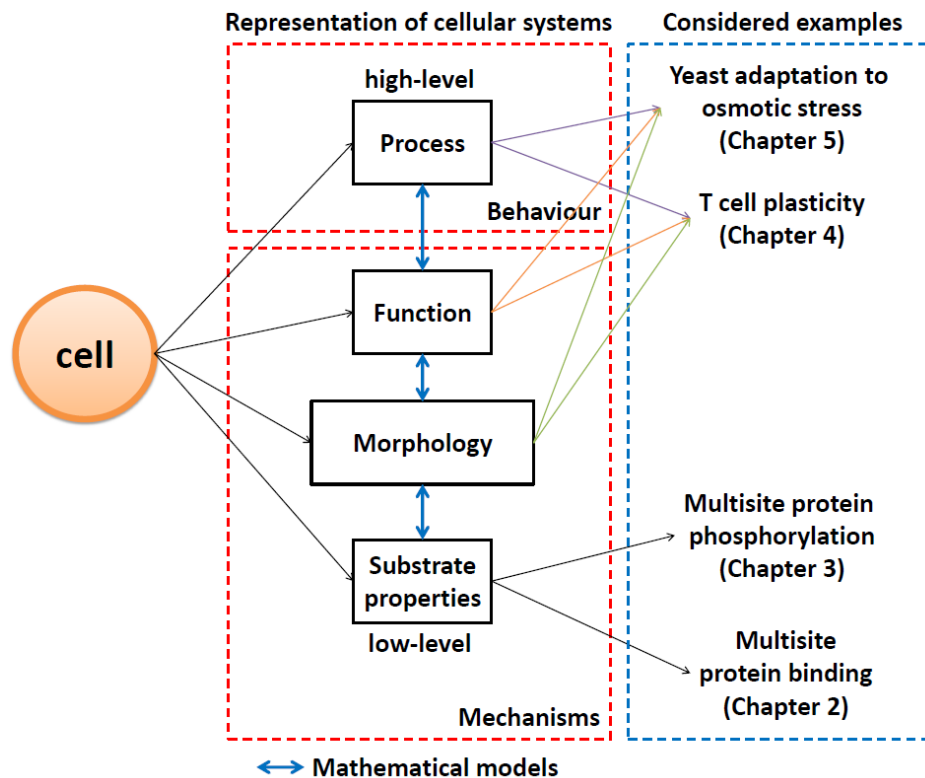 Representation of cellular systems
Considered examples
high-level
Process
Behaviour
Function
Morphology
Substrate
properties
low-level
Mechanisms
cell
Yeast adaptation to
osmotic stress
(Chapter 5)
T cell plasticity
(Chapter 4)
Multisite protein
phosphorylation
(Chapter 3)
Multisite
protein binding
(Chapter 2)
Mathematical models